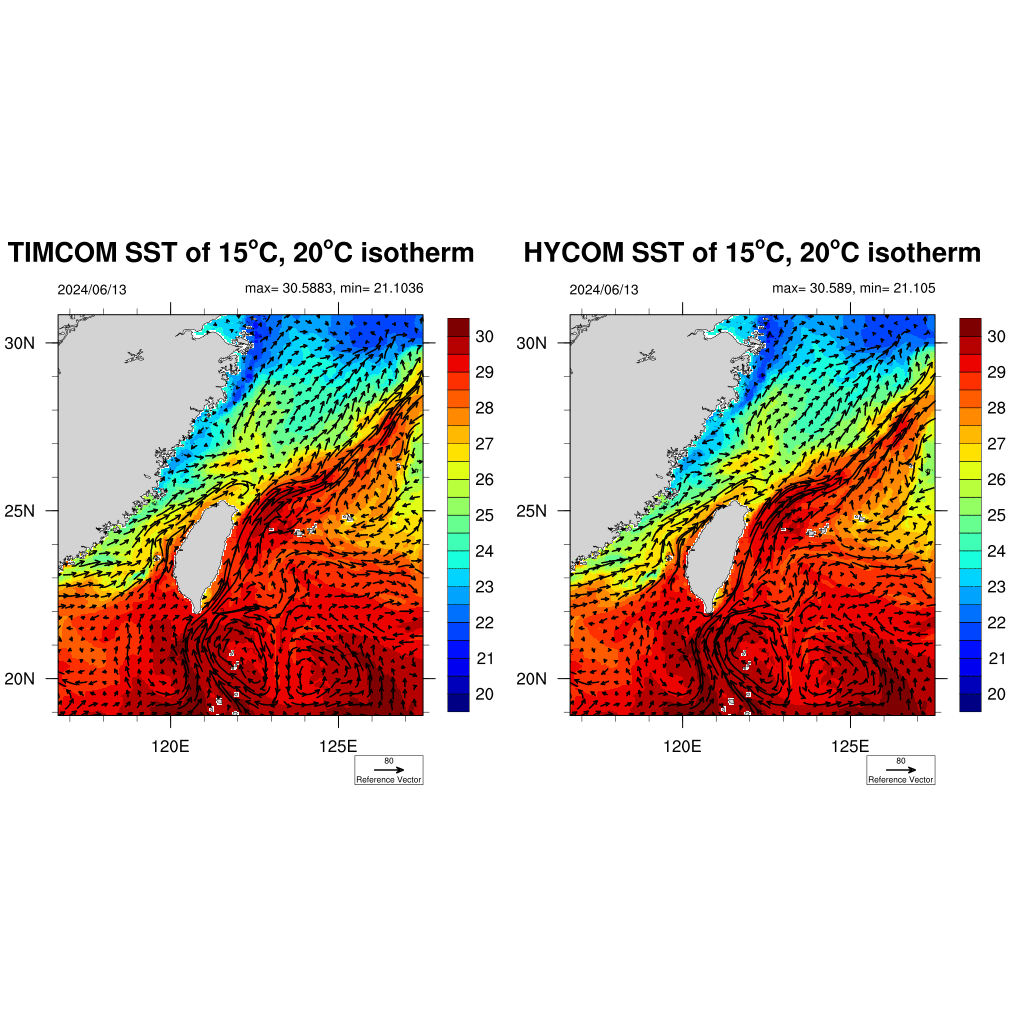 TIMCOM SST of 15°C, 20°C isotherm
2024/06/13
max= 30.5883, min= 21.1036
30N
25N
20N
120E
125E
30
29
28
27
26
25
24
23
22
21
20
80
Reference Vector
HYCOM SST of 15°C, 20°C isotherm
2024/06/13
max= 30.589, min= 21.105
30N
25N
20N
120E
125E
30
29
28
27
26
25
24
23
22
21
20
80
Reference Vector